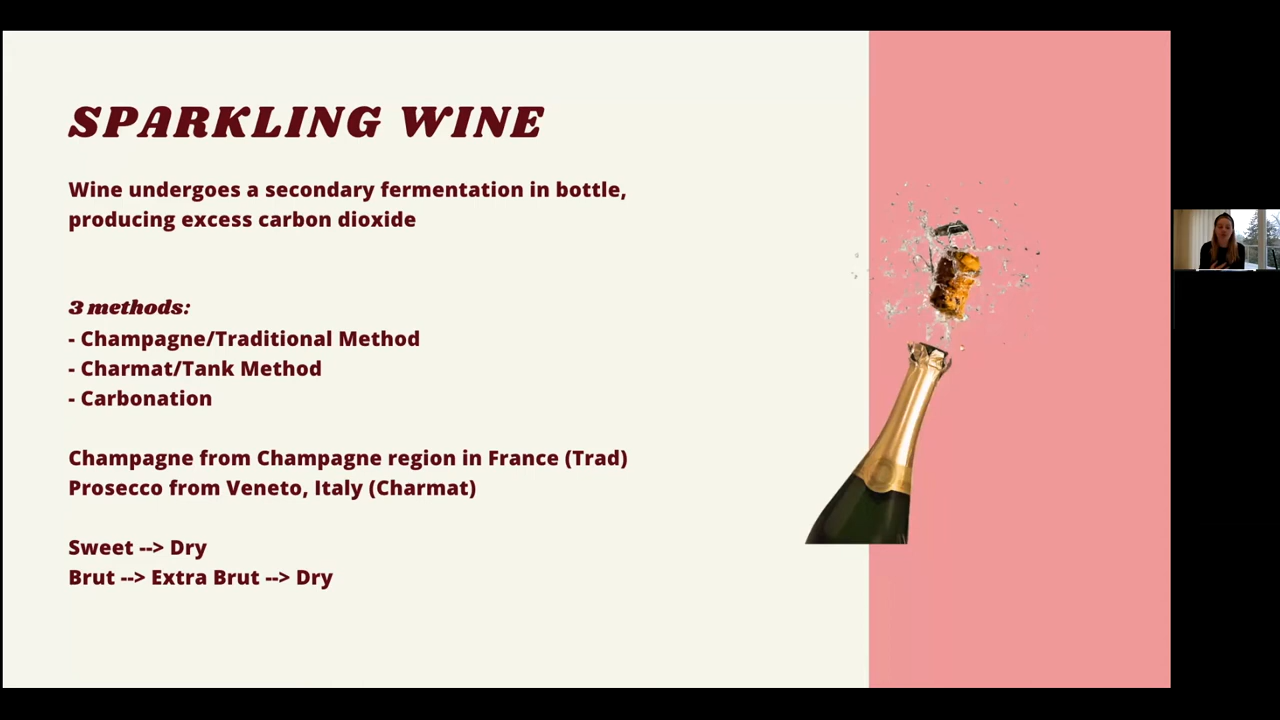 SPARKLING WINE
Wine undergoes a secondary fermentation in bottle,
producing excess carbon dioxide
3 methods:
- Champagne/Traditional Method
- Charmat/Tank Method
- Carbonation
Champagne from Champagne region in France (Trad)
Prosecco from Veneto, Italy (Charmat)
Sweet --> Dry
Brut --> Extra Brut --> Dry